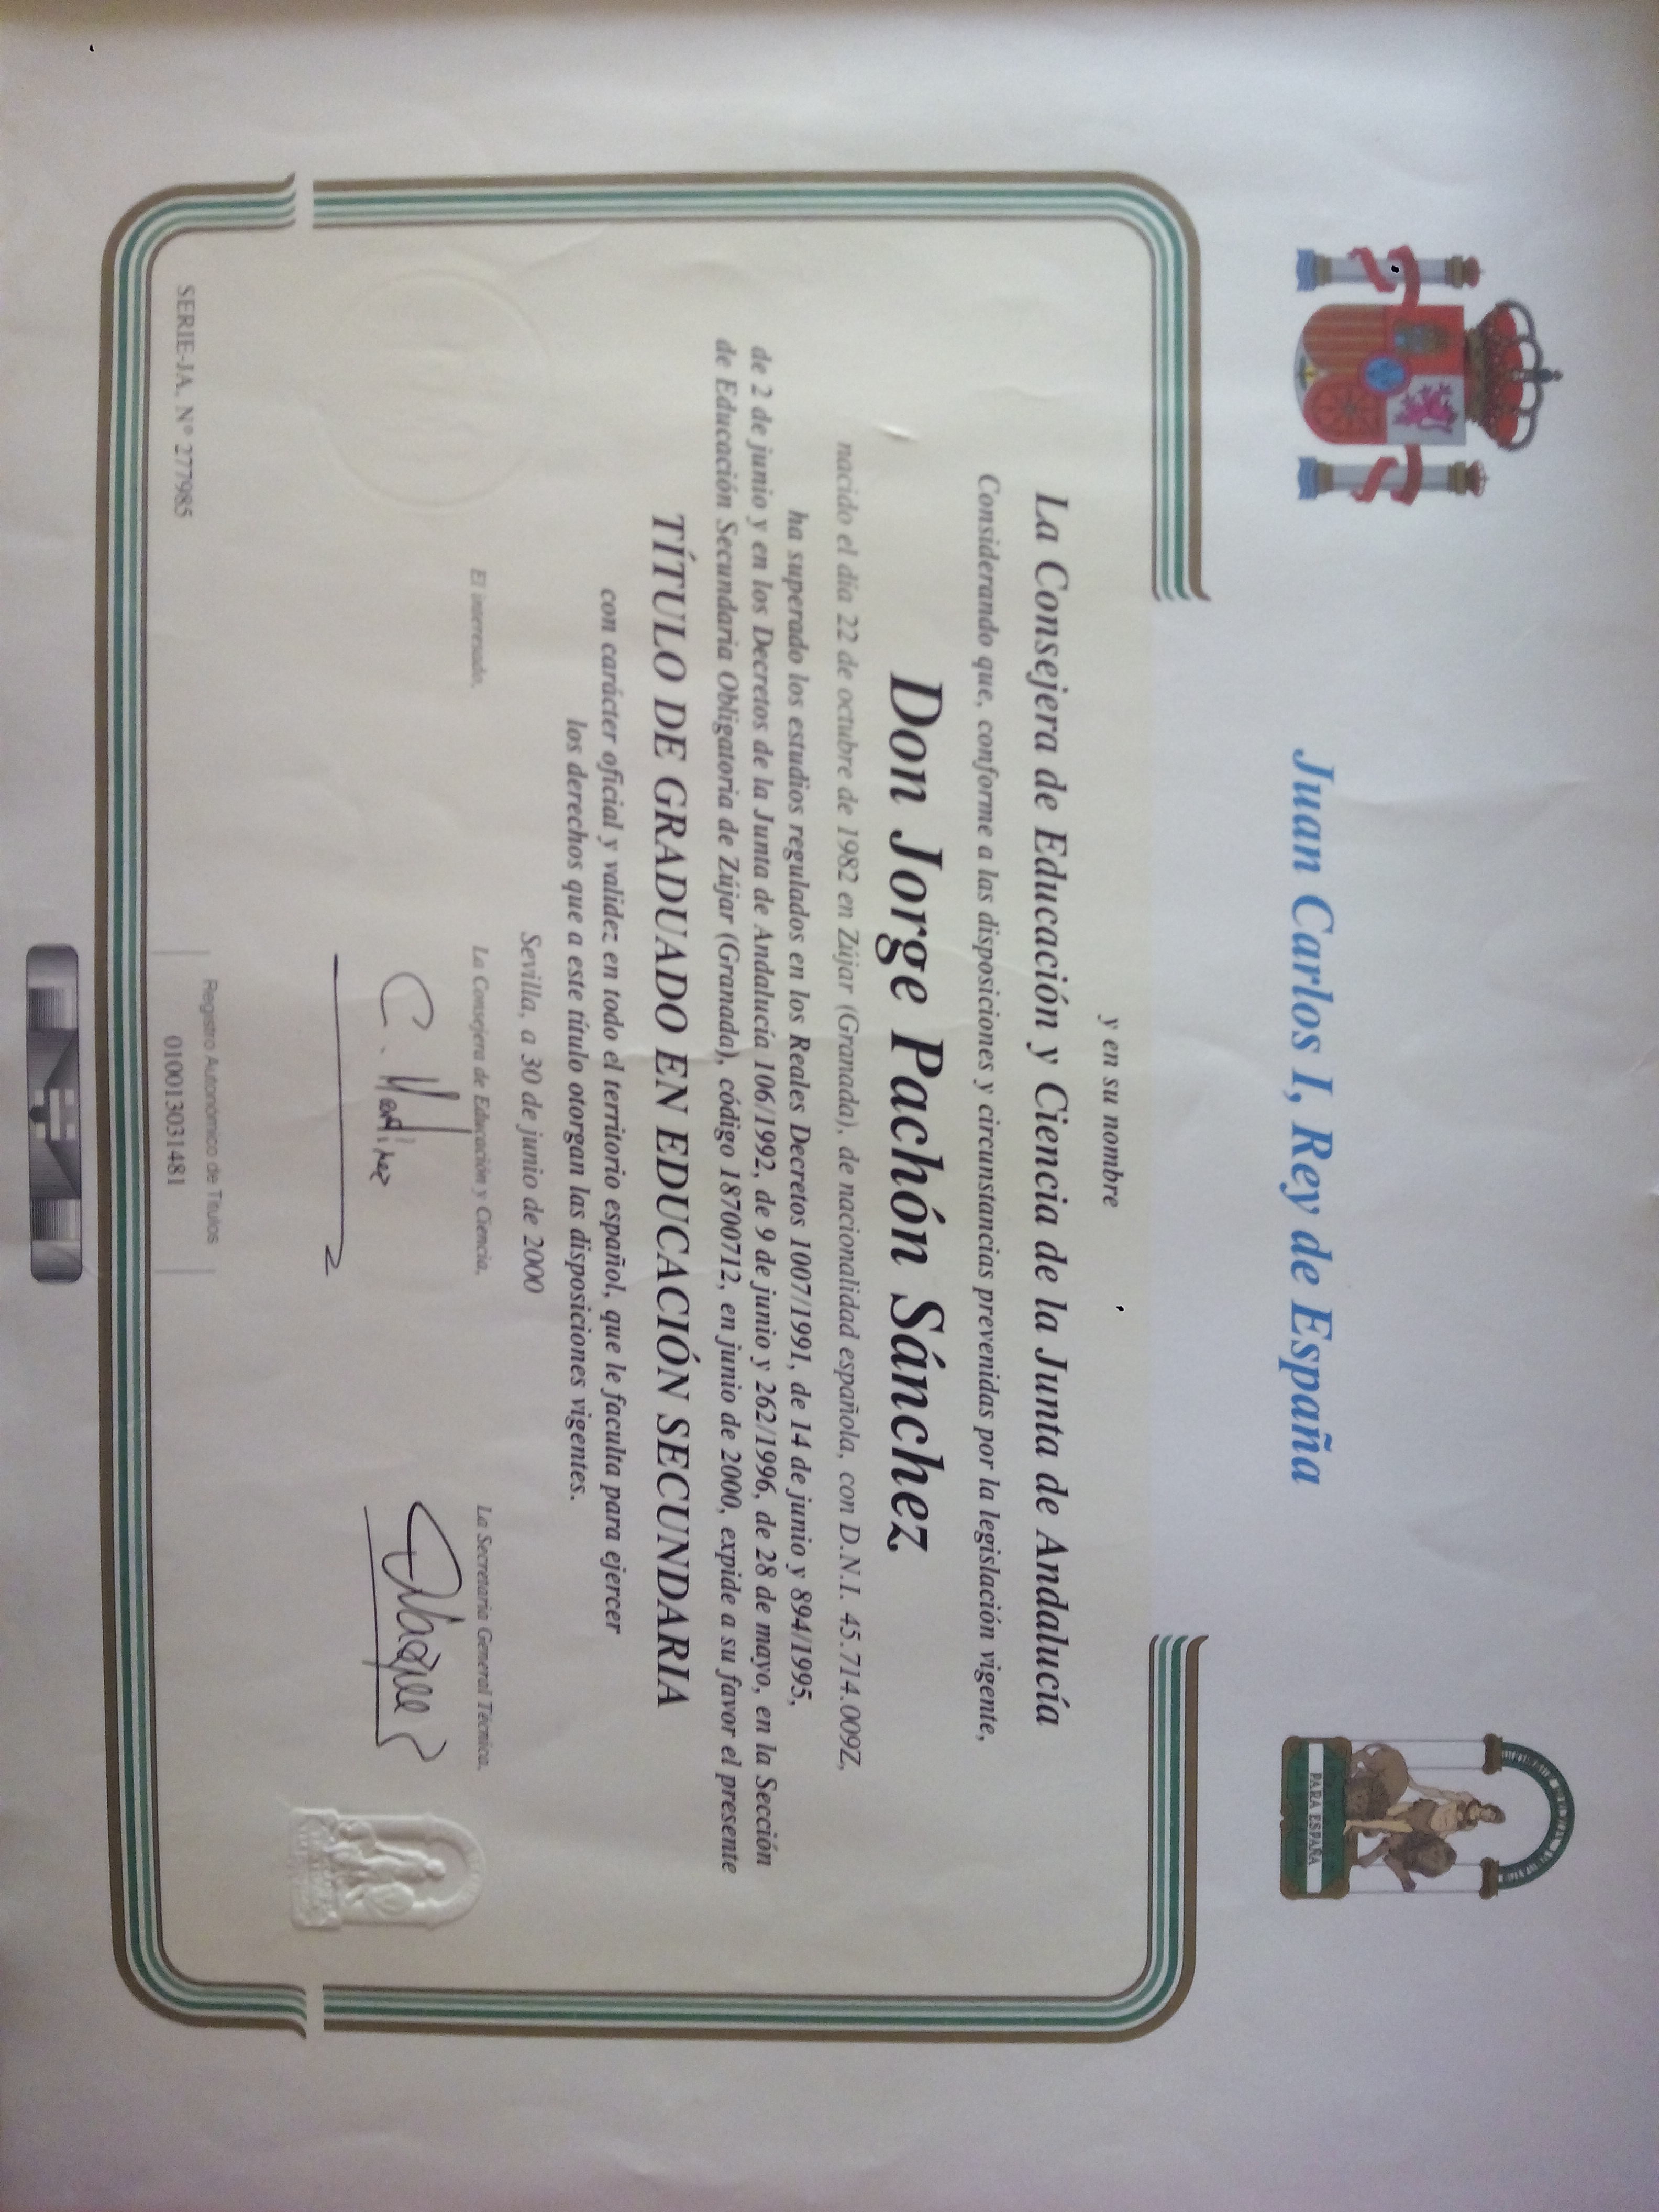 Juan Carlos I, Rey de España
PARA ESPAÑA
y en su nombre
La Consejera de Educación y Ciencia de la Junta de Andalucía
Considerando que, conforme a las disposiciones y circunstancias prevenidas por la legislación vigente,
Don Jorge Pachón Sánchez
nacido el día 22 de octubre de 1982 en Zújar (Granada), de nacionalidad española, con D.N.I. 45.714.009Z,
ha superado los estudios regulados en los Reales Decretos 1007/1991, de 14 de junio y 894/1995,
de 2 de junio y en los Decretos de la Junta de Andalucía 106/1992, de 9 de junio y 262/1996, de 28 de mayo, en la Sección
de Educación Secundaria Obligatoria de Zújar (Granada), código 18700712, en junio de 2000, expide a su favor el presente
TÍTULO DE GRADUADO EN EDUCACIÓN SECUNDARIA
con carácter oficial y validez en todo el territorio español, que le faculta para ejercer
los derechos que a este título otorgan las disposiciones vigentes.
Sevilla, a 30 de junio de 2000
El interesado,
La Consejera de Educación y Ciencia,
La Secretaria General Técnica,
C. Martínez
Registro Autonómico de Títulos
SERIE-JA. Nº 277985
010013031481